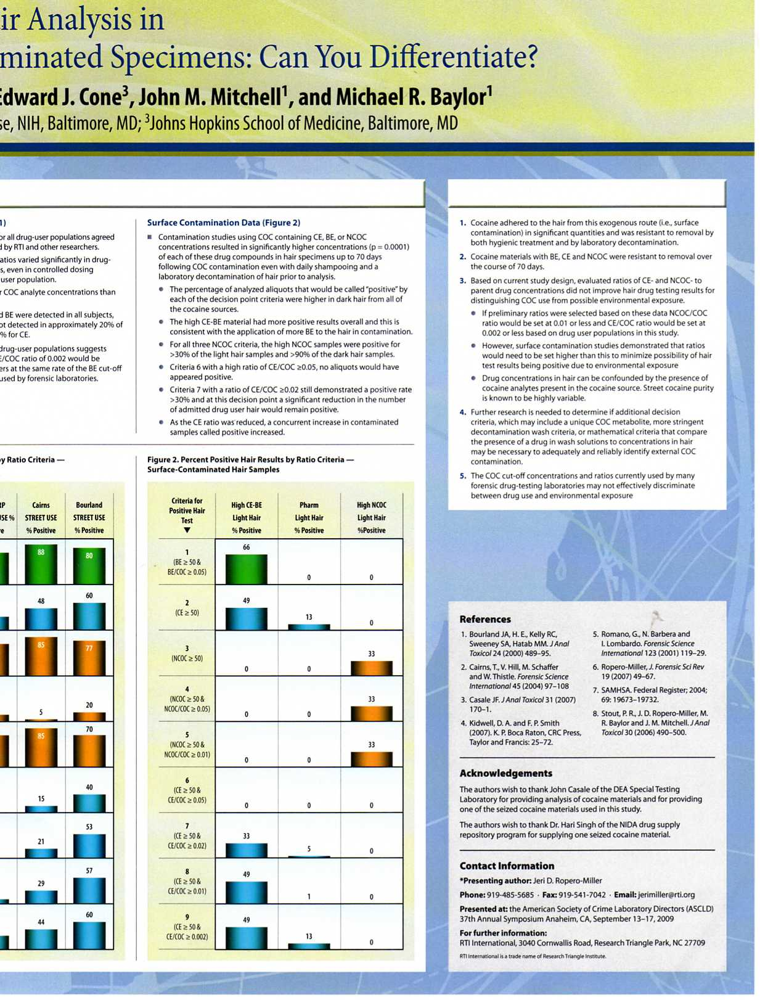 ir Analysis in
minated Specimens: Can You Differentiate?
Edward J. Cone³, John M. Mitchell¹, and Michael R. Baylor¹
se, NIH, Baltimore, MD; ³Johns Hopkins School of Medicine, Baltimore, MD
1)
or all drug-user populations agreed
d by RTI and other researchers.
atios varied significantly in drug-
s, even in controlled dosing
user population.
r COC analyte concentrations than
d BE were detected in all subjects,
ot detected in approximately 20% of
% for CE.
drug-user populations suggests
E/COC ratio of 0.002 would be
ers at the same rate of the BE cut-off
used by forensic laboratories.
Surface Contamination Data (Figure 2)
■ Contamination studies using COC containing CE, BE, or NCOC
concentrations resulted in significantly higher concentrations (p = 0.0001)
of each of these drug compounds in hair specimens up to 70 days
following COC contamination even with daily shampooing and a
laboratory decontamination of hair prior to analysis.
● The percentage of analyzed aliquots that would be called "positive" by
each of the decision point criteria were higher in dark hair from all of
the cocaine sources.
● The high CE-BE material had more positive results overall and this is
consistent with the application of more BE to the hair in contamination.
● For all three NCOC criteria, the high NCOC samples were positive for
>30% of the light hair samples and >90% of the dark hair samples.
● Criteria 6 with a high ratio of CE/COC ≥0.05, no aliquots would have
appeared positive.
● Criteria 7 with a ratio of CE/COC ≥0.02 still demonstrated a positive rate
>30% and at this decision point a significant reduction in the number
of admitted drug user hair would remain positive.
● As the CE ratio was reduced, a concurrent increase in contaminated
samples called positive increased.
y Ratio Criteria —
RP
USE %
e
Cairns
STREET USE
% Positive
Bourland
STREET USE
% Positive
88 80
48 60
85 77
5 20
85 70
15 40
21 53
29 57
44 60
Figure 2. Percent Positive Hair Results by Ratio Criteria —
Surface-Contaminated Hair Samples
Criteria for
Positive Hair
Test
▼
High CE-BE
Light Hair
% Positive
Pharm
Light Hair
% Positive
High NCOC
Light Hair
%Positive
1
(BE ≥ 50 &
BE/COC ≥ 0.05)
66 0 0
2
(CE ≥ 50)
49 13 0
3
(NCOC ≥ 50)
0 0 33
4
(NCOC ≥ 50 &
NCOC/COC ≥ 0.05)
0 0 33
5
(NCOC ≥ 50 &
NCOC/COC ≥ 0.01)
0 0 33
6
(CE ≥ 50 &
CE/COC ≥ 0.05)
0 0 0
7
(CE ≥ 50 &
CE/COC ≥ 0.02)
33 5 0
8
(CE ≥ 50 &
CE/COC ≥ 0.01)
49 1 0
9
(CE ≥ 50 &
CE/COC ≥ 0.002)
49 13 0
1. Cocaine adhered to the hair from this exogenous route (i.e., surface
contamination) in significant quantities and was resistant to removal by
both hygienic treatment and by laboratory decontamination.
2. Cocaine materials with BE, CE and NCOC were resistant to removal over
the course of 70 days.
3. Based on current study design, evaluated ratios of CE- and NCOC- to
parent drug concentrations did not improve hair drug testing results for
distinguishing COC use from possible environmental exposure.
● If preliminary ratios were selected based on these data NCOC/COC
ratio would be set at 0.01 or less and CE/COC ratio would be set at
0.002 or less based on drug user populations in this study.
● However, surface contamination studies demonstrated that ratios
would need to be set higher than this to minimize possibility of hair
test results being positive due to environmental exposure
● Drug concentrations in hair can be confounded by the presence of
cocaine analytes present in the cocaine source. Street cocaine purity
is known to be highly variable.
4. Further research is needed to determine if additional decision
criteria, which may include a unique COC metabolite, more stringent
decontamination wash criteria, or mathematical criteria that compare
the presence of a drug in wash solutions to concentrations in hair
may be necessary to adequately and reliably identify external COC
contamination.
5. The COC cut-off concentrations and ratios currently used by many
forensic drug-testing laboratories may not effectively discriminate
between drug use and environmental exposure
References
1. Bourland JA, H. E., Kelly RC,
Sweeney SA, Hatab MM. J Anal
Toxicol 24 (2000) 489–95.
2. Cairns, T., V. Hill, M. Schaffer
and W. Thistle. Forensic Science
International 45 (2004) 97–108
3. Casale JF. J Anal Toxicol 31 (2007)
170–1.
4. Kidwell, D. A. and F. P. Smith
(2007). K. P. Boca Raton, CRC Press,
Taylor and Francis: 25–72.
5. Romano, G., N. Barbera and
I. Lombardo. Forensic Science
International 123 (2001) 119–29.
6. Ropero-Miller, J. Forensic Sci Rev
19 (2007) 49–67.
7. SAMHSA. Federal Register; 2004;
69: 19673–19732.
8. Stout, P. R., J. D. Ropero-Miller, M.
R. Baylor and J. M. Mitchell. J Anal
Toxicol 30 (2006) 490–500.
Acknowledgements
The authors wish to thank John Casale of the DEA Special Testing
Laboratory for providing analysis of cocaine materials and for providing
one of the seized cocaine materials used in this study.
The authors wish to thank Dr. Hari Singh of the NIDA drug supply
repository program for supplying one seized cocaine material.
Contact Information
*Presenting author: Jeri D. Ropero-Miller
Phone: 919-485-5685 · Fax: 919-541-7042 · Email: jerimiller@rti.org
Presented at: the American Society of Crime Laboratory Directors (ASCLD)
37th Annual Symposium Anaheim, CA, September 13–17, 2009
For further information:
RTI International, 3040 Cornwallis Road, Research Triangle Park, NC 27709
RTI International is a trade name of Research Triangle Institute.